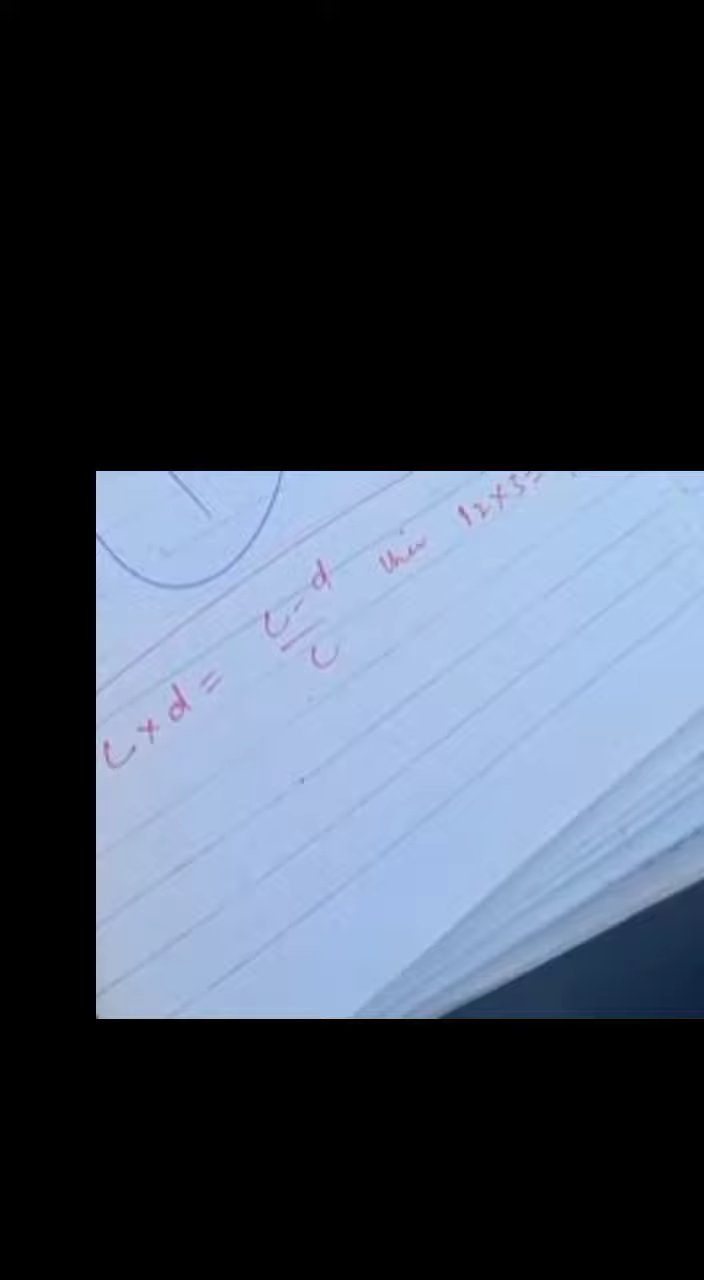 c × d = c - d / c then 12 × 3 =